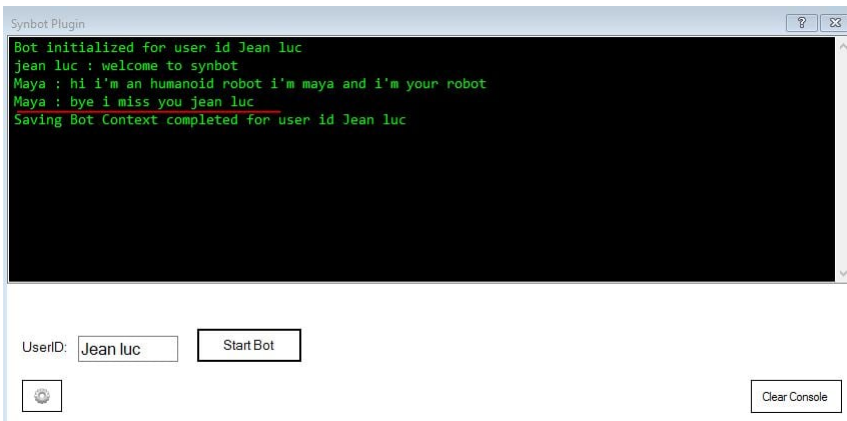 Synbot Plugin
Bot initialized for user id Jean luc
jean luc : welcome to synbot
Maya : hi i'm an humanoid robot i'm maya and i'm your robot
Maya : bye i miss you jean luc
Saving Bot Context completed for user id Jean luc
UserID: Jean luc Start Bot
Clear Console